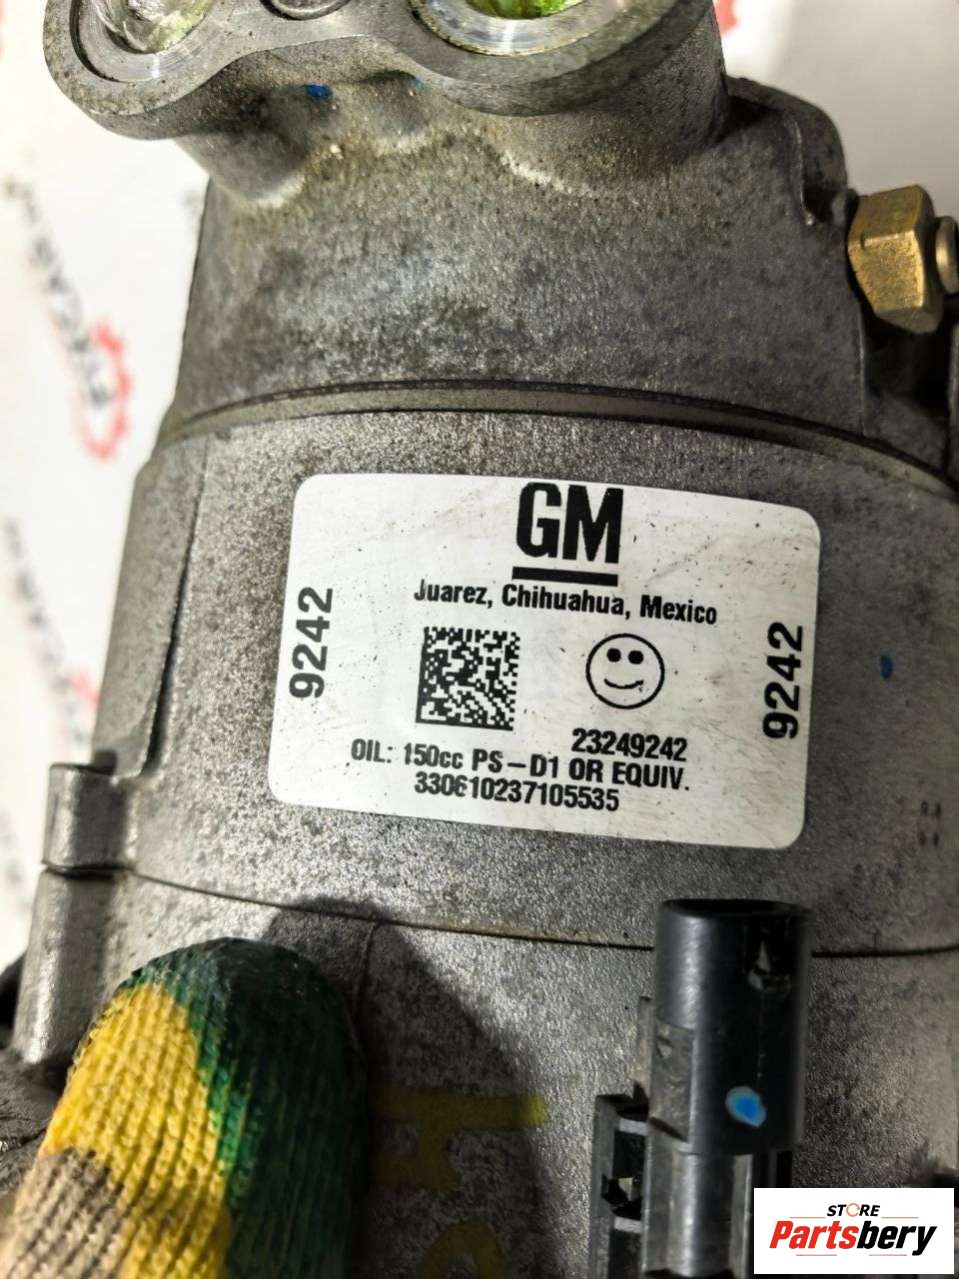 GM
Juarez, Chihuahua, Mexico
9242
9242
23249242
OIL: 150cc PS-D1 OR EQUIV.
330610237105535
STORE
Partsbery